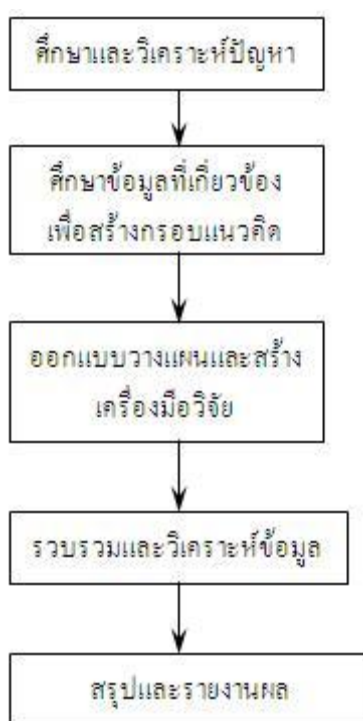 ศึกษาและวิเคราะห์ปัญหา
ศึกษาข้อมูลที่เกี่ยวข้อง
เพื่อสร้างกรอบแนวคิด
ออกแบบวางแผนและสร้าง
เครื่องมือวิจัย
รวบรวมและวิเคราะห์ข้อมูล
สรุปและรายงานผล